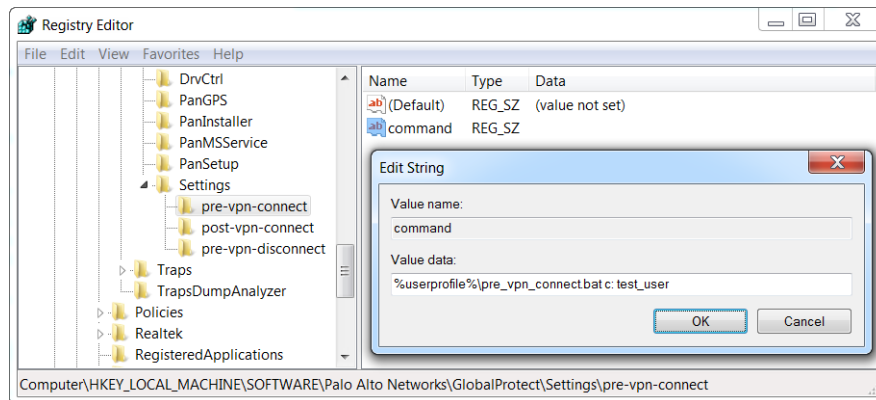 Registry Editor
File Edit View Favorites Help
DrvCtrl
PanGPS
PanInstaller
PanMSService
PanSetup
Settings
pre-vpn-connect
post-vpn-connect
pre-vpn-disconnect
Traps
TrapsDumpAnalyzer
Policies
Realtek
RegisteredApplications
Name Type Data
ab (Default) REG_SZ (value not set)
ab command REG_SZ
Edit String
Value name:
command
Value data:
%userprofile%\pre_vpn_connect.bat c: test_user
OK Cancel
Computer\HKEY_LOCAL_MACHINE\SOFTWARE\Palo Alto Networks\GlobalProtect\Settings\pre-vpn-connect